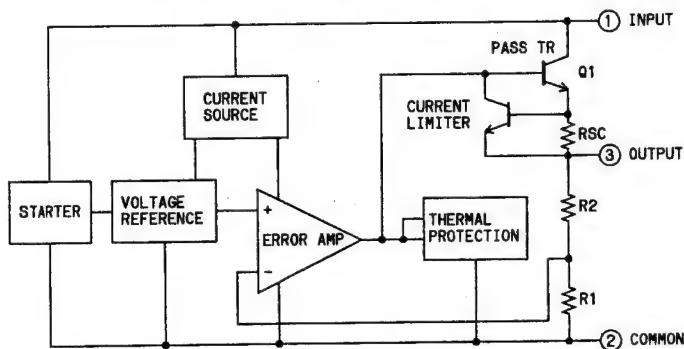 ① INPUT
PASS TR
Q1
CURRENT
SOURCE
CURRENT
LIMITER
RSC
③ OUTPUT
STARTER
VOLTAGE
REFERENCE
+
ERROR AMP
−
THERMAL
PROTECTION
R2
R1
② COMMON